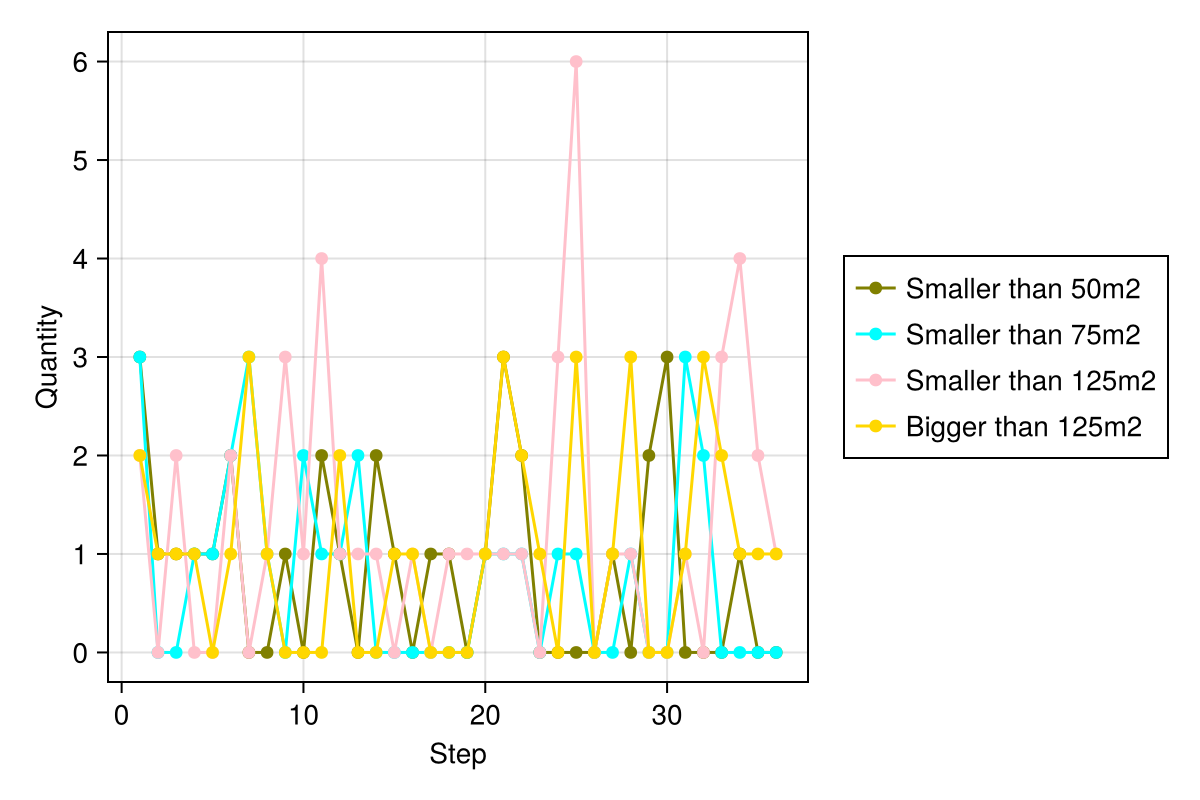 6
5
4
3
2
1
0
Quantity
0 10 20 30
Step
Smaller than 50m2
Smaller than 75m2
Smaller than 125m2
Bigger than 125m2